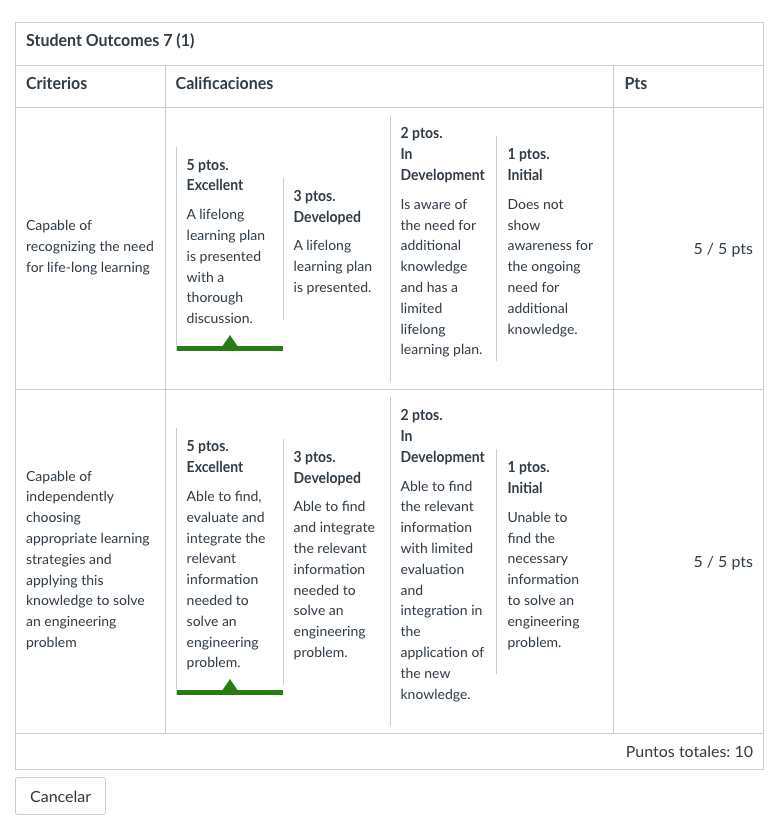 Student Outcomes 7 (1)
Criterios
Calificaciones
Pts
Capable of
recognizing the need
for life-long learning
5 ptos.
Excellent
A lifelong
learning plan
is presented
with a
thorough
discussion.
3 ptos.
Developed
A lifelong
learning plan
is presented.
2 ptos.
In
Development
Is aware of
the need for
additional
knowledge
and has a
limited
lifelong
learning plan.
1 ptos.
Initial
Does not
show
awareness for
the ongoing
need for
additional
knowledge.
5 / 5 pts
Capable of
independently
choosing
appropriate learning
strategies and
applying this
knowledge to solve
an engineering
problem
5 ptos.
Excellent
Able to find,
evaluate and
integrate the
relevant
information
needed to
solve an
engineering
problem.
3 ptos.
Developed
Able to find
and integrate
the relevant
information
needed to
solve an
engineering
problem.
2 ptos.
In
Development
Able to find
the relevant
information
with limited
evaluation
and
integration in
the
application of
the new
knowledge.
1 ptos.
Initial
Unable to
find the
necessary
information
to solve an
engineering
problem.
5 / 5 pts
Puntos totales: 10
Cancelar